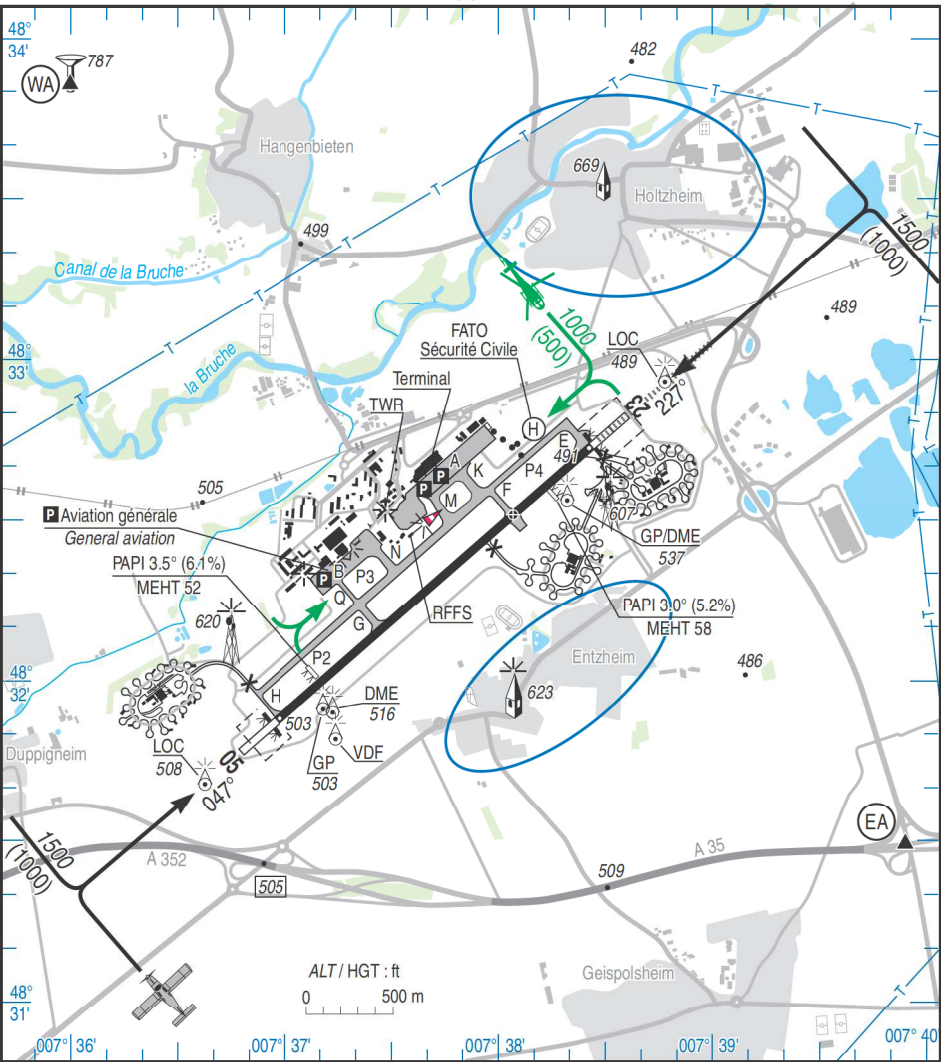 48°
34'
787
WA
482
Hangenbieten
669
Holtzheim
1500
(1000)
499
Canal de la Bruche
1000
(500)
489
FATO
Sécurité Civile
LOC
489
48°
33'
la Bruche
Terminal
23
227°
TWR
H
E
491
A
K
P4
P
P
505
M
F
607
P Aviation générale
General aviation
N
GP/DME
537
PAPI 3.5° (6.1%)
MEHT 52
B
P
P3
Q
RFFS
PAPI 3.0° (5.2%)
MEHT 58
620
G
Entzheim
P2
486
48°
32'
H
623
DME
516
503
Duppigheim
LOC
508
05
047°
GP
503
VDF
EA
1500
(1000)
A 352
A 35
505
509
ALT / HGT : ft
0 500 m
Geispolsheim
48°
31'
007° 36'
007° 37'
007° 38'
007° 39'
007° 40'
T
T
T
T
T
T
T
T
T